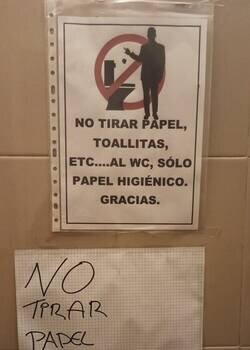 NO TIRAR PAPEL,
TOALLITAS,
ETC....AL WC, SÓLO
PAPEL HIGIÉNICO.
GRACIAS.
NO
TIRAR
PAPEL